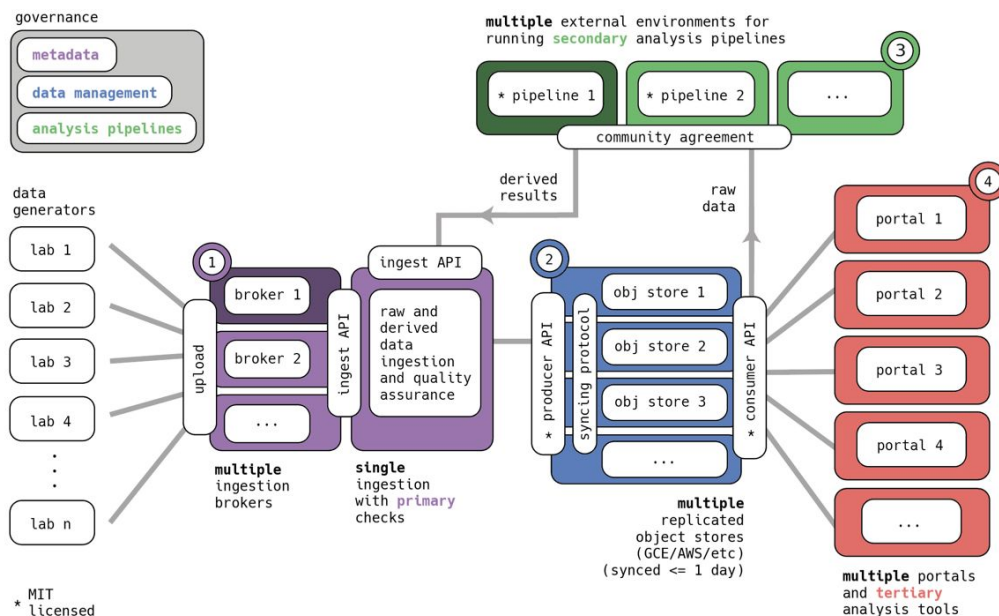 governance
metadata
data management
analysis pipelines
multiple external environments for
running secondary analysis pipelines
3
* pipeline 1
* pipeline 2
...
community agreement
derived
results
raw
data
data
generators
lab 1
lab 2
lab 3
lab 4
lab n
upload
1
broker 1
broker 2
...
multiple
ingestion
brokers
ingest API
ingest API
raw and
derived
data
ingestion
and quality
assurance
single
ingestion
with primary
checks
2
* producer API
syncing protocol
obj store 1
obj store 2
obj store 3
...
* consumer API
multiple
replicated
object stores
(GCE/AWS/etc)
(synced <= 1 day)
4
portal 1
portal 2
portal 3
portal 4
...
multiple portals
and tertiary
analysis tools
* MIT
licensed